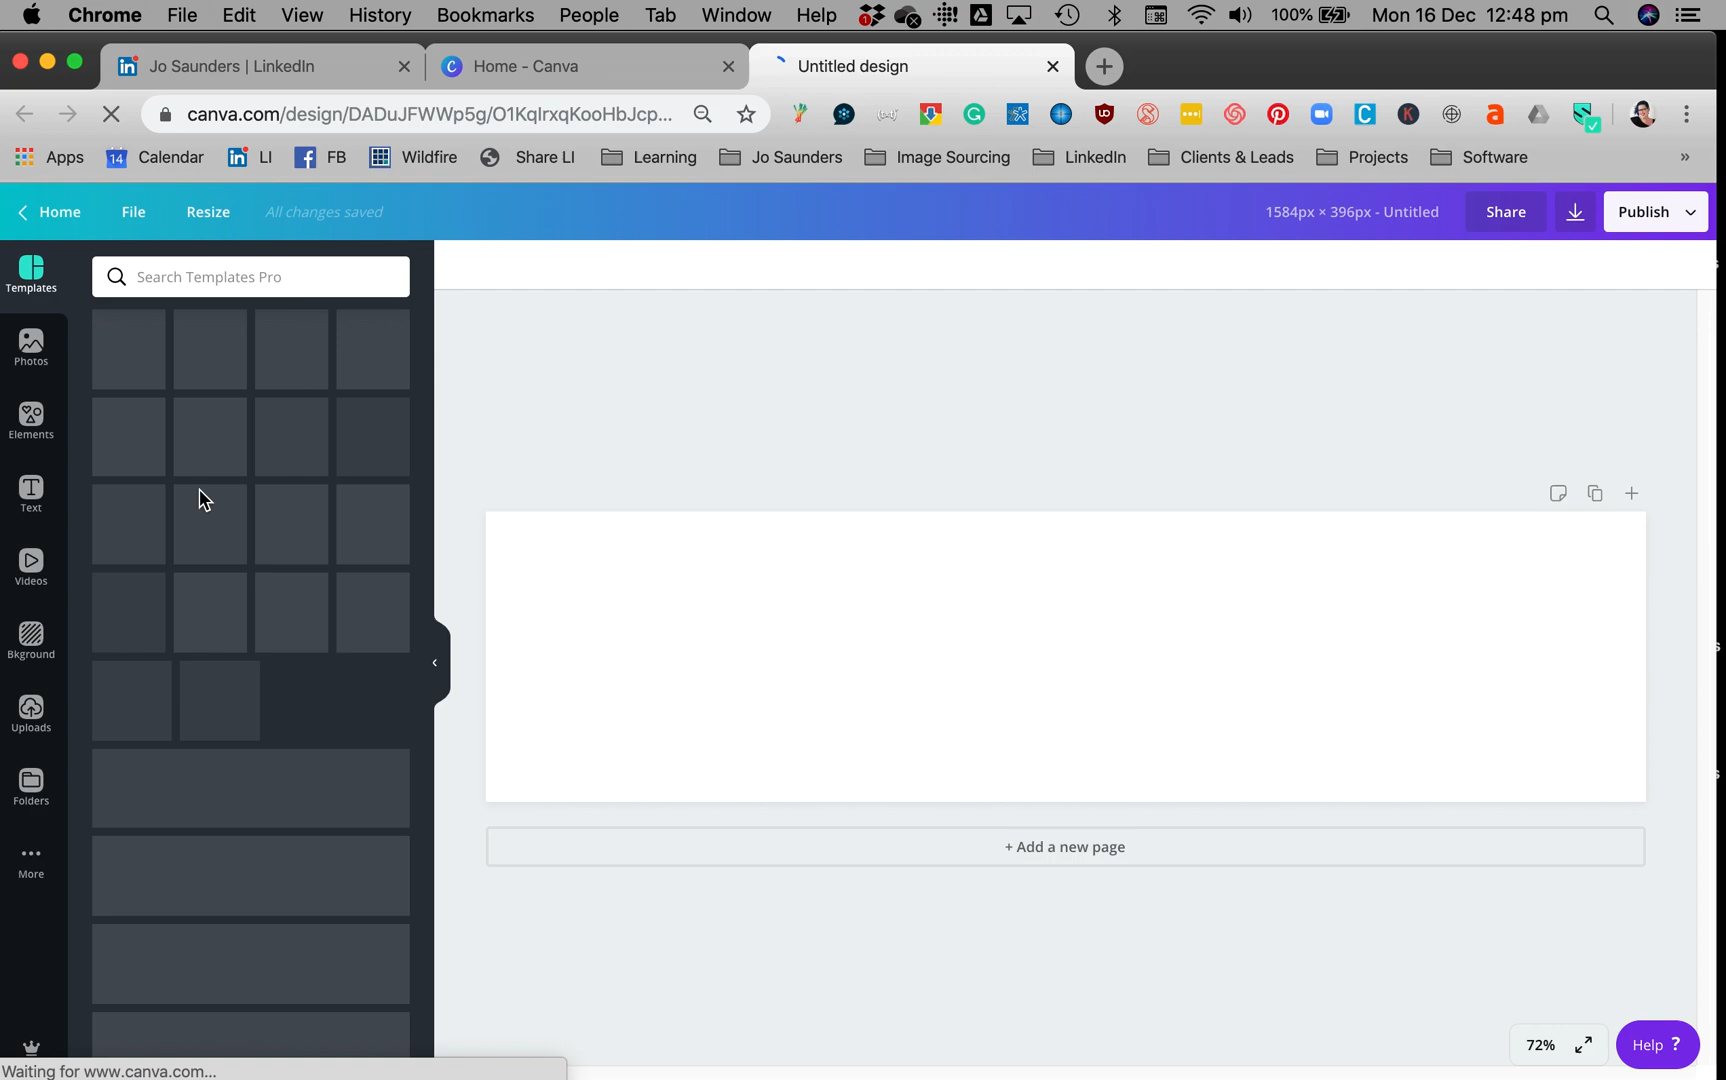 Chrome File Edit View History Bookmarks People Tab Window Help 1 100% Mon 16 Dec 12:48 pm
in Jo Saunders | LinkedIn C Home - Canva Untitled design
canva.com/design/DADuJFWWp5g/O1KqIrxqKooHbJcp...
Apps 14 Calendar in LI FB Wildfire Share LI Learning Jo Saunders Image Sourcing LinkedIn Clients & Leads Projects Software »
Home File Resize All changes saved 1584px × 396px - Untitled Share Publish
Templates
Search Templates Pro
Photos
Elements
Text
Videos
Bkground
Uploads
Folders
More
+ Add a new page
72% Help ?
Waiting for www.canva.com...